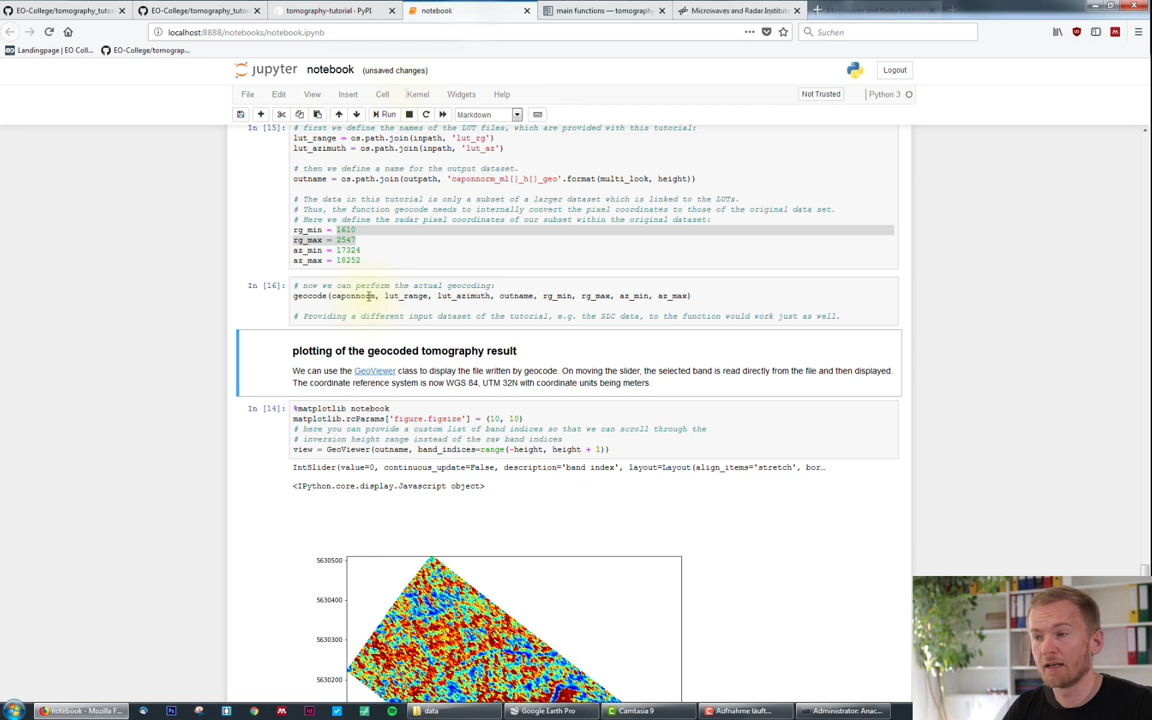 EO-College/tomography_tutor
EO-College/tomography_tuto
tomography-tutorial · PyPI
notebook
main functions — tomography
Microwaves and Radar Institut
Microwaves and Radar Institut
localhost:8888/notebooks/notebook.ipynb
Suchen
Landingpage | EO Coll...
EO-College/tomograp...
jupyter notebook (unsaved changes)
Logout
File Edit View Insert Cell Kernel Widgets Help
Not Trusted
Python 3
Run
Markdown
In [15]:
# first we define the names of the LUT files, which are provided with this tutorial:
lut_range = os.path.join(inpath, 'lut_rg')
lut_azimuth = os.path.join(inpath, 'lut_az')
# then we define a name for the output dataset.
outname = os.path.join(outpath, 'caponnorm_ml{}_h{}_geo'.format(multi_look, height))
# The data in this tutorial is only a subset of a larger dataset which is linked to the LUTs.
# Thus, the function geocode needs to internally convert the pixel coordinates to those of the original data set.
# Here we define the radar pixel coordinates of our subset within the original dataset:
rg_min = 1610
rg_max = 2547
az_min = 17324
az_max = 18252
In [16]:
# now we can perform the actual geocoding:
geocode(caponnorm, lut_range, lut_azimuth, outname, rg_min, rg_max, az_min, az_max)
# Providing a different input dataset of the tutorial, e.g. the SLC data, to the function would work just as well.
plotting of the geocoded tomography result
We can use the GeoViewer class to display the file written by geocode. On moving the slider, the selected band is read directly from the file and then displayed.
The coordinate reference system is now WGS 84, UTM 32N with coordinate units being meters.
In [14]:
%matplotlib notebook
matplotlib.rcParams['figure.figsize'] = (10, 10)
# here you can provide a custom list of band indices so that we can scroll through the
# inversion height range instead of the raw band indices
view = GeoViewer(outname, band_indices=range(-height, height + 1))
IntSlider(value=0, continuous_update=False, description='band index', layout=Layout(align_items='stretch', bor…
<IPython.core.display.Javascript object>
5630500
5630400
5630300
5630200
notebook - Mozilla F...
data
Google Earth Pro
Camtasia 9
Aufnahme läuft...
Administrator: Anac...